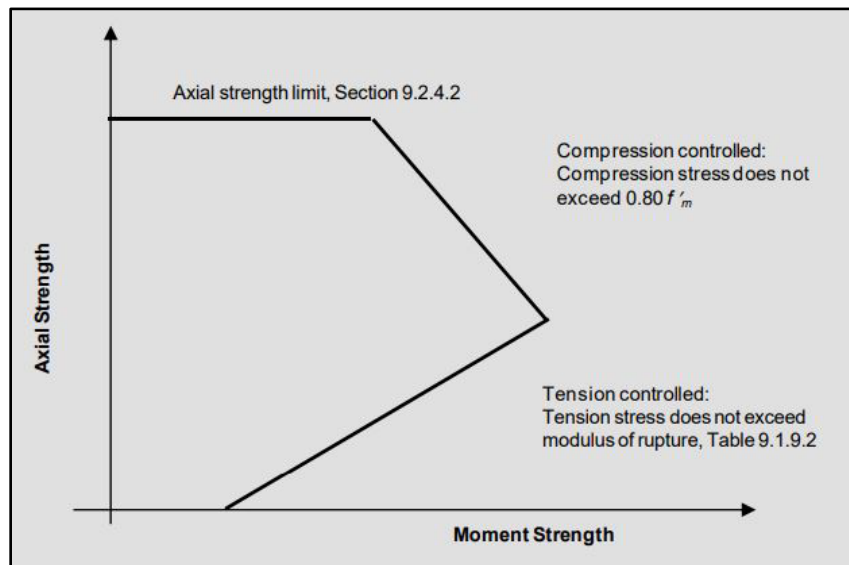 Axial strength limit, Section 9.2.4.2
Compression controlled:
Compression stress does not
exceed 0.80 f ′m
Axial Strength
Tension controlled:
Tension stress does not exceed
modulus of rupture, Table 9.1.9.2
Moment Strength